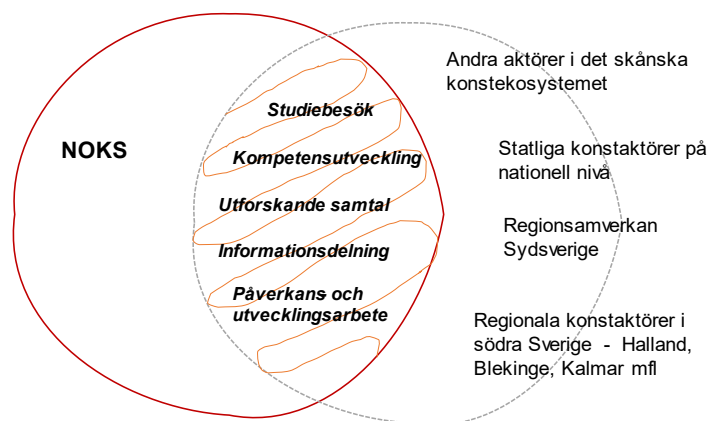 NOKS
Studiebesök
Kompetensutveckling
Utforskande samtal
Informationsdelning
Påverkans- och
utvecklingsarbete
Andra aktörer i det skånska
konstekosystemet
Statliga konstaktörer på
nationell nivå
Regionsamverkan
Sydsverige
Regionala konstaktörer i
södra Sverige - Halland,
Blekinge, Kalmar mfl